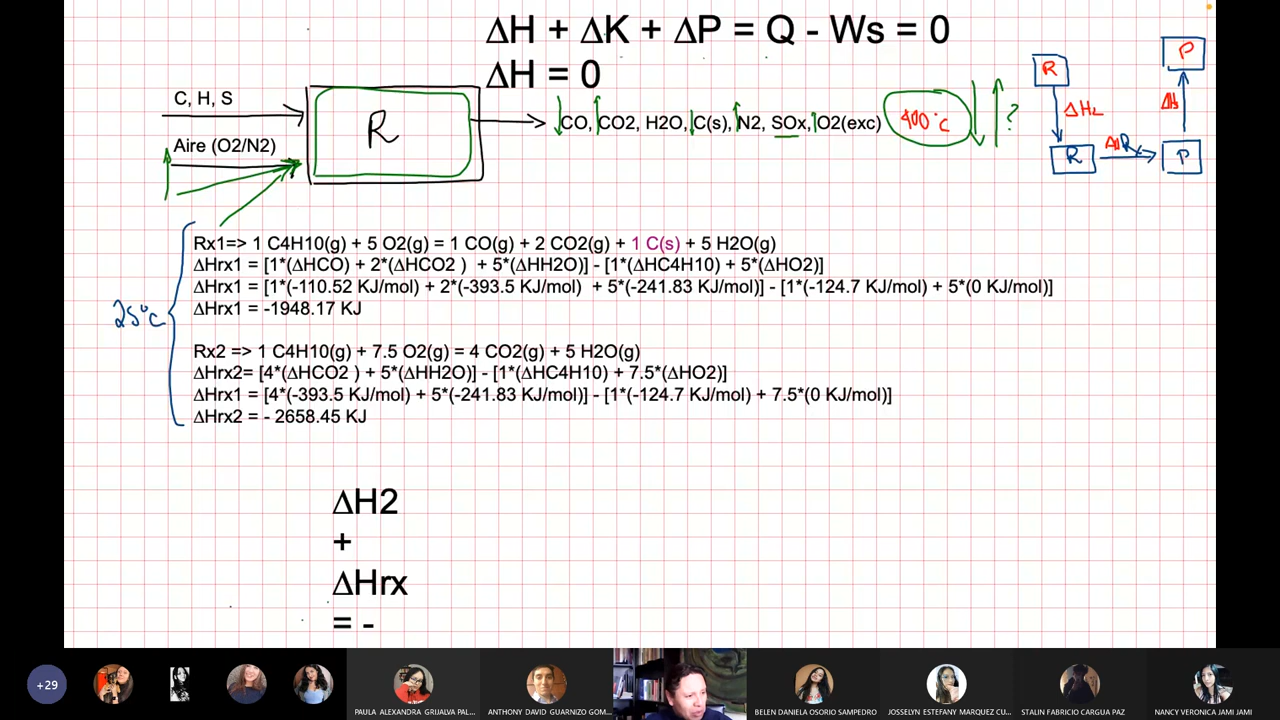 ΔH + ΔK + ΔP = Q - Ws = 0
ΔH = 0
C, H, S
Aire (O2/N2)
R
CO, CO2, H2O, C(s), N2, SOx, O2(exc)
400°C
?
R
ΔH2
R
P
P
Rx1=> 1 C4H10(g) + 5 O2(g) = 1 CO(g) + 2 CO2(g) + 1 C(s) + 5 H2O(g)
ΔHrx1 = [1*(ΔHCO) + 2*(ΔHCO2 ) + 5*(ΔHH2O)] - [1*(ΔHC4H10) + 5*(ΔHO2)]
ΔHrx1 = [1*(-110.52 KJ/mol) + 2*(-393.5 KJ/mol) + 5*(-241.83 KJ/mol)] - [1*(-124.7 KJ/mol) + 5*(0 KJ/mol)]
ΔHrx1 = -1948.17 KJ
25°C
Rx2 => 1 C4H10(g) + 7.5 O2(g) = 4 CO2(g) + 5 H2O(g)
ΔHrx2= [4*(ΔHCO2 ) + 5*(ΔHH2O)] - [1*(ΔHC4H10) + 7.5*(ΔHO2)]
ΔHrx1 = [4*(-393.5 KJ/mol) + 5*(-241.83 KJ/mol)] - [1*(-124.7 KJ/mol) + 7.5*(0 KJ/mol)]
ΔHrx2 = - 2658.45 KJ
ΔH2
+
ΔHrx
= -
+29
PAULA ALEXANDRA GRIJALVA PAL...
ANTHONY DAVID GUARNIZO GOM...
BELEN DANIELA OSORIO SAMPEDRO
JOSSELYN ESTEFANY MARQUEZ CU...
STALIN FABRICIO CARGUA PAZ
NANCY VERONICA JAMI JAMI